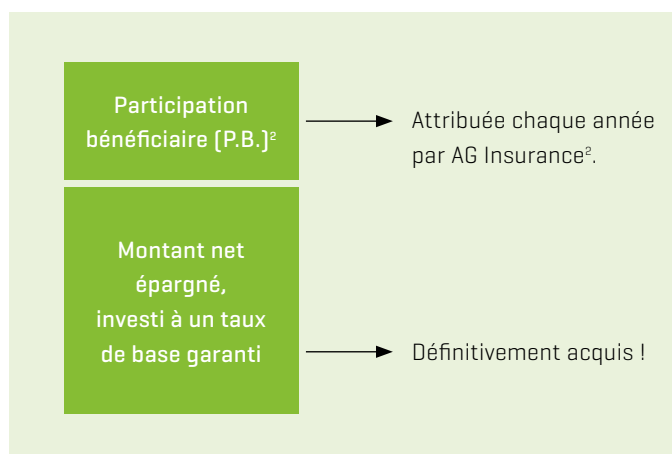 Participation
bénéficiaire (P.B.)²
Attribuée chaque année
par AG Insurance².
Montant net
épargné,
investi à un taux
de base garanti
Définitivement acquis !